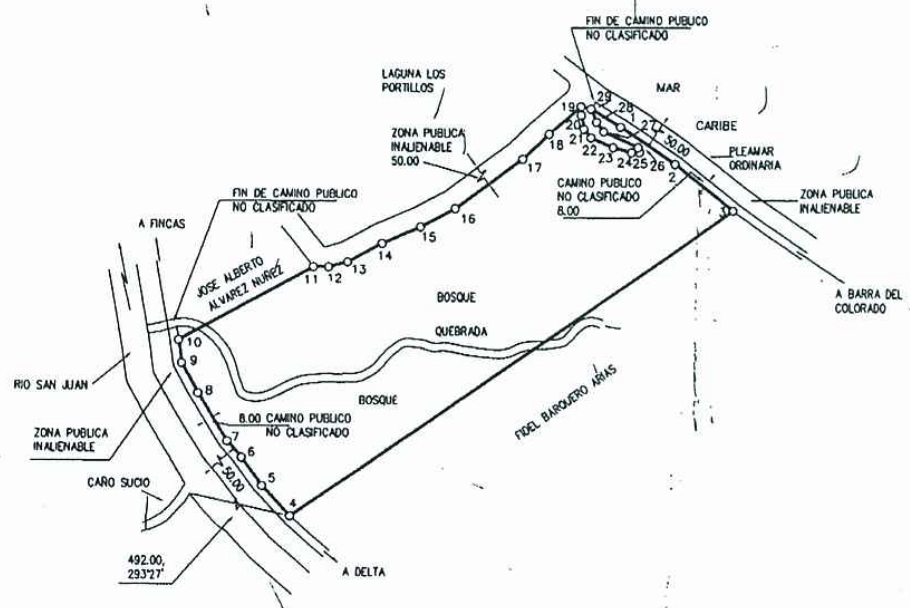 FIN DE CAMINO PUBLICO
NO CLASIFICADO
LAGUNA LOS
PORTILLOS
MAR
CARIBE
ZONA PUBLICA
INALIENABLE
50.00
19
29
28
1
27
50.00
20
21
22
23
24
25
26
2
18
17
PLEAMAR
ORDINARIA
CAMINO PUBLICO
NO CLASIFICADO
8.00
ZONA PUBLICA
INALIENABLE
3
FIN DE CAMINO PUBLICO
NO CLASIFICADO
A FINCAS
16
15
14
13
12
11
JOSE ALBERTO
ALVAREZ NUÑEZ
A BARRA DEL
COLORADO
BOSQUE
QUEBRADA
10
9
8
RIO SAN JUAN
BOSQUE
FIDEL BARQUERO ARIAS
8.00 CAMINO PUBLICO
NO CLASIFICADO
ZONA PUBLICA
INALIENABLE
7
6
50.00
5
4
CAÑO SUCIO
492.00,
293°27'
A DELTA